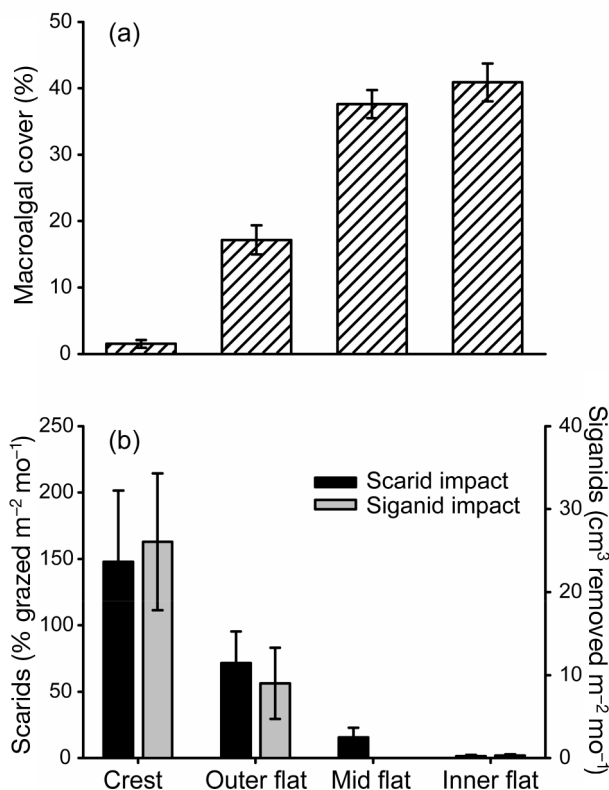 (a)
Macroalgal cover (%)
50
40
30
20
10
0
(b)
Scarids (% grazed m⁻² mo⁻¹)
250
200
150
100
50
0
Scarid impact
Siganid impact
40
30
20
10
0
Siganids (cm³ removed m⁻² mo⁻¹)
Crest Outer flat Mid flat Inner flat